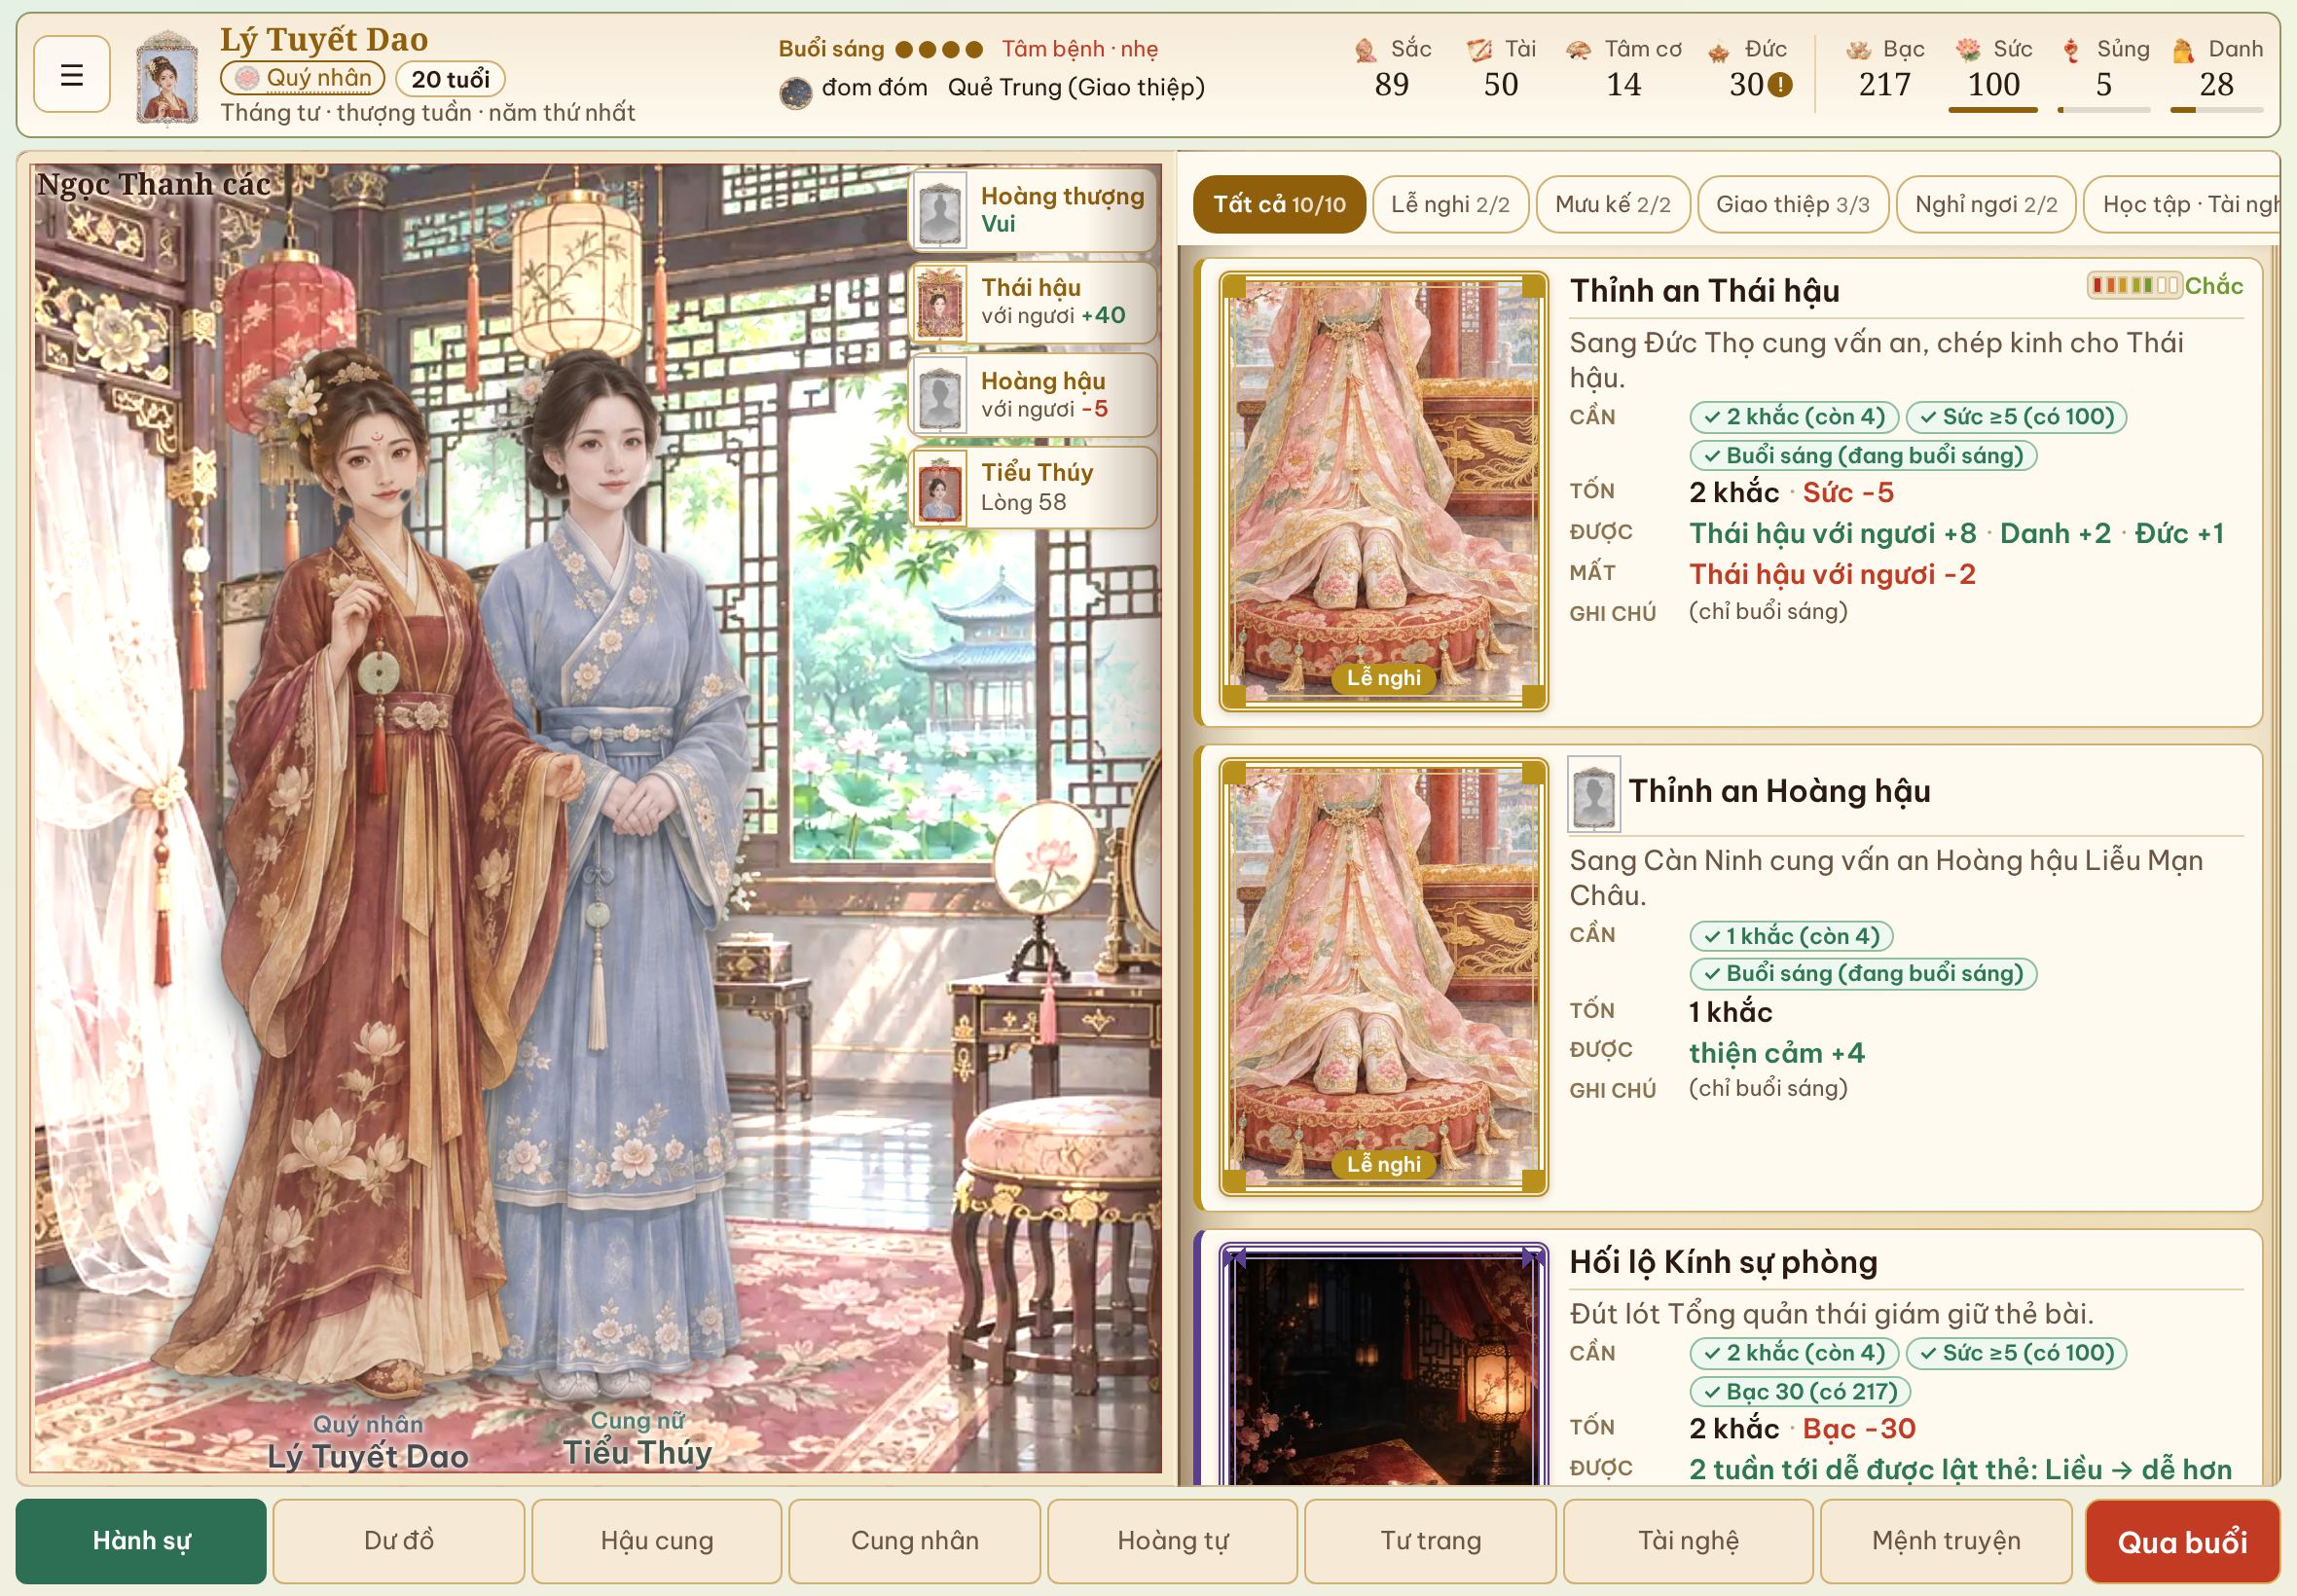 ☰
Lý Tuyết Dao
Quý nhân
20 tuổi
Tháng tư · thượng tuần · năm thứ nhất
Buổi sáng
Tâm bệnh · nhẹ
đom đóm
Quẻ Trung (Giao thiệp)
Sắc
89
Tài
50
Tâm cơ
14
Đức
30
!
Bạc
217
Sức
100
Sủng
5
Danh
28
Ngọc Thanh các
Hoàng thượng
Vui
Thái hậu
với ngươi +40
Hoàng hậu
với ngươi -5
Tiểu Thúy
Lòng 58
Quý nhân
Lý Tuyết Dao
Cung nữ
Tiểu Thúy
Tất cả 10/10
Lễ nghi 2/2
Mưu kế 2/2
Giao thiệp 3/3
Nghỉ ngơi 2/2
Học tập · Tài ngh
Thỉnh an Thái hậu
Chắc
Sang Đức Thọ cung vấn an, chép kinh cho Thái
hậu.
CẦN
✓ 2 khắc (còn 4)
✓ Sức ≥5 (có 100)
✓ Buổi sáng (đang buổi sáng)
TỐN
2 khắc · Sức -5
ĐƯỢC
Thái hậu với ngươi +8 · Danh +2 · Đức +1
MẤT
Thái hậu với ngươi -2
GHI CHÚ
(chỉ buổi sáng)
Lễ nghi
Thỉnh an Hoàng hậu
Sang Càn Ninh cung vấn an Hoàng hậu Liễu Mạn
Châu.
CẦN
✓ 1 khắc (còn 4)
✓ Buổi sáng (đang buổi sáng)
TỐN
1 khắc
ĐƯỢC
thiện cảm +4
GHI CHÚ
(chỉ buổi sáng)
Lễ nghi
Hối lộ Kính sự phòng
Đút lót Tổng quản thái giám giữ thẻ bài.
CẦN
✓ 2 khắc (còn 4)
✓ Sức ≥5 (có 100)
✓ Bạc 30 (có 217)
TỐN
2 khắc · Bạc -30
ĐƯỢC
2 tuần tới dễ được lật thẻ: Liều → dễ hơn
Hành sự
Dư đồ
Hậu cung
Cung nhân
Hoàng tự
Tư trang
Tài nghệ
Mệnh truyện
Qua buổi